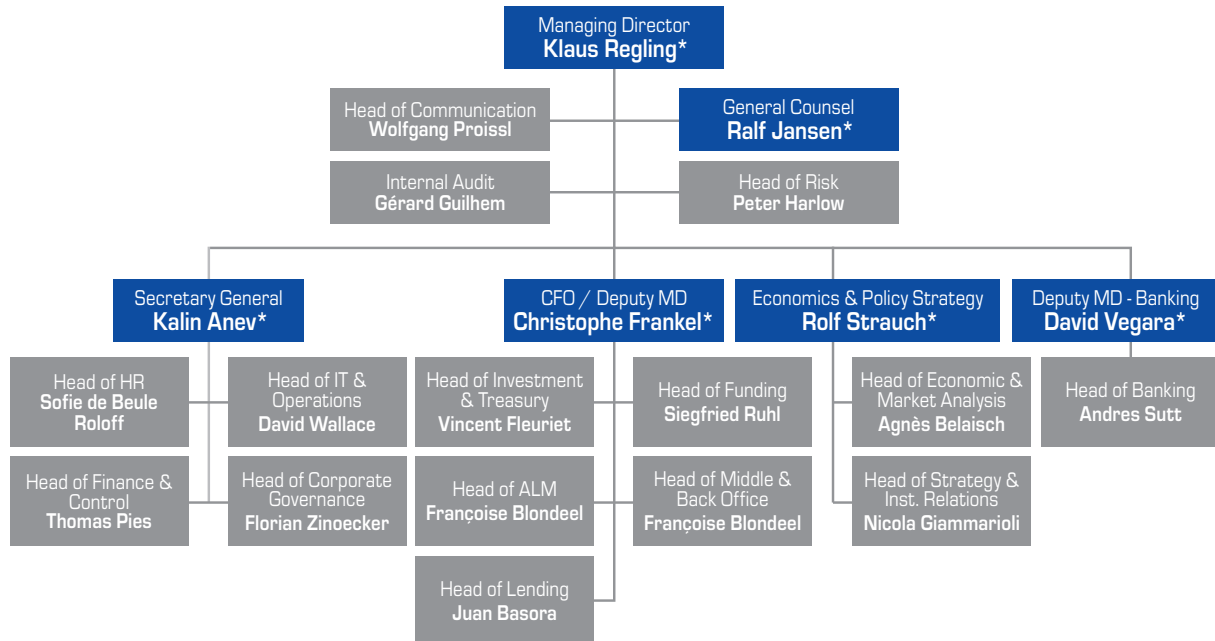 Managing Director
Klaus Regling*
Head of Communication
Wolfgang Proissl
General Counsel
Ralf Jansen*
Internal Audit
Gérard Guilhem
Head of Risk
Peter Harlow
Secretary General
Kalin Anev*
CFO / Deputy MD
Christophe Frankel*
Economics & Policy Strategy
Rolf Strauch*
Deputy MD - Banking
David Vegara*
Head of HR
Sofie de Beule
Roloff
Head of IT &
Operations
David Wallace
Head of Investment
& Treasury
Vincent Fleuriet
Head of Funding
Siegfried Ruhl
Head of Economic &
Market Analysis
Agnès Belaisch
Head of Banking
Andres Sutt
Head of Finance &
Control
Thomas Pies
Head of Corporate
Governance
Florian Zinoecker
Head of ALM
Françoise Blondeel
Head of Middle &
Back Office
Françoise Blondeel
Head of Strategy &
Inst. Relations
Nicola Giammarioli
Head of Lending
Juan Basora